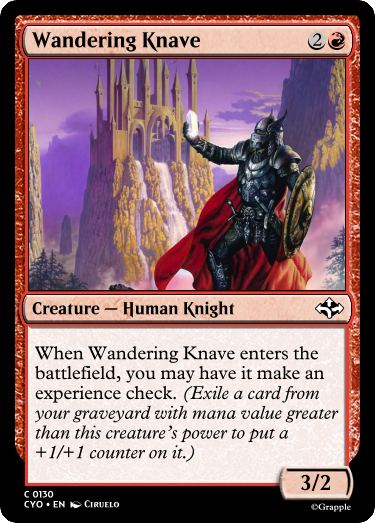 Wandering Knave 2
Creature — Human Knight
When Wandering Knave enters the
battlefield, you may have it make an
experience check. (Exile a card from
your graveyard with mana value greater
than this creature's power to put a
+1/+1 counter on it.)
3/2
C 0130
CYO • EN Ciruelo
©Grapple